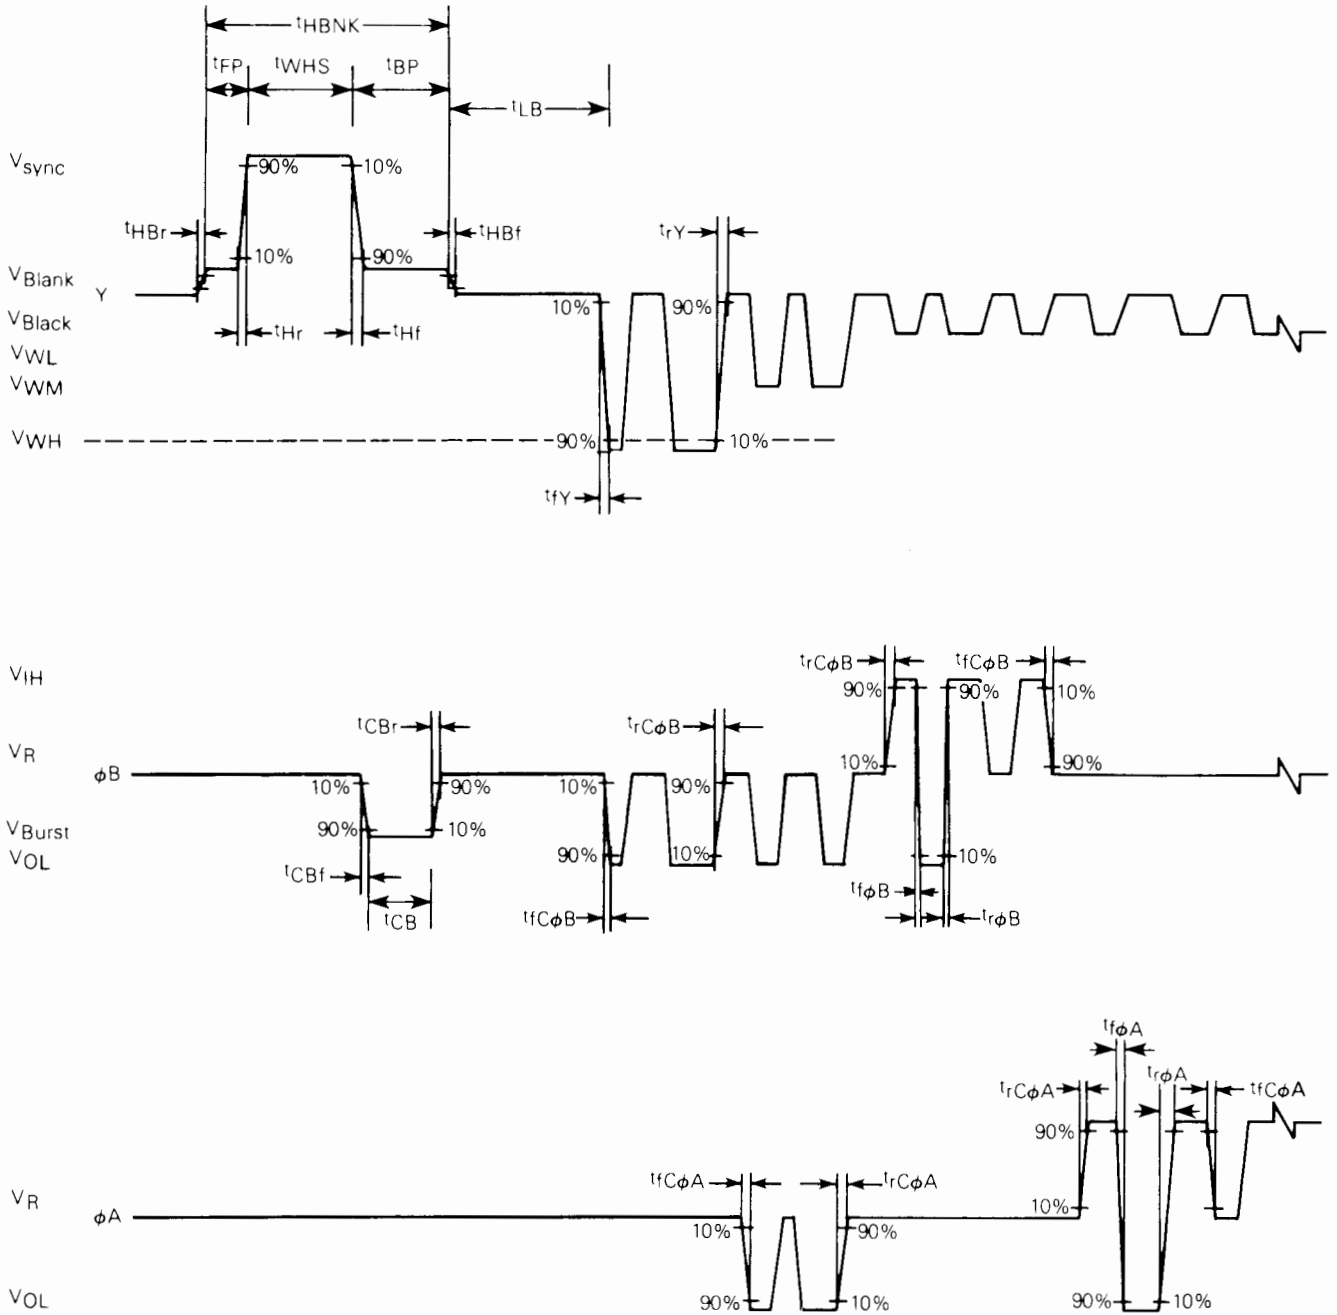 tHBNK
tFP tWHS tBP
tLB
Vsync 90% 10%
tHBr tHBf trY
10% 90%
VBlank
Y 10% 90%
VBlack tHr tHf
VWL
VWM
VWH 90% 10%
tfY
trCϕB tfCϕB
VIH 90% 90% 10%
tCBr trCϕB
VR 10% 90%
ϕB 10% 90% 10% 90%
VBurst 90% 10%
VOL 90% 10% 10%
tCBf tfϕB
tCB tfCϕB trϕB
tfϕA
trCϕA trϕA tfCϕA
90%
tfCϕA trCϕA
VR 10%
ϕA 10% 90%
VOL 90% 10% 90% 10%